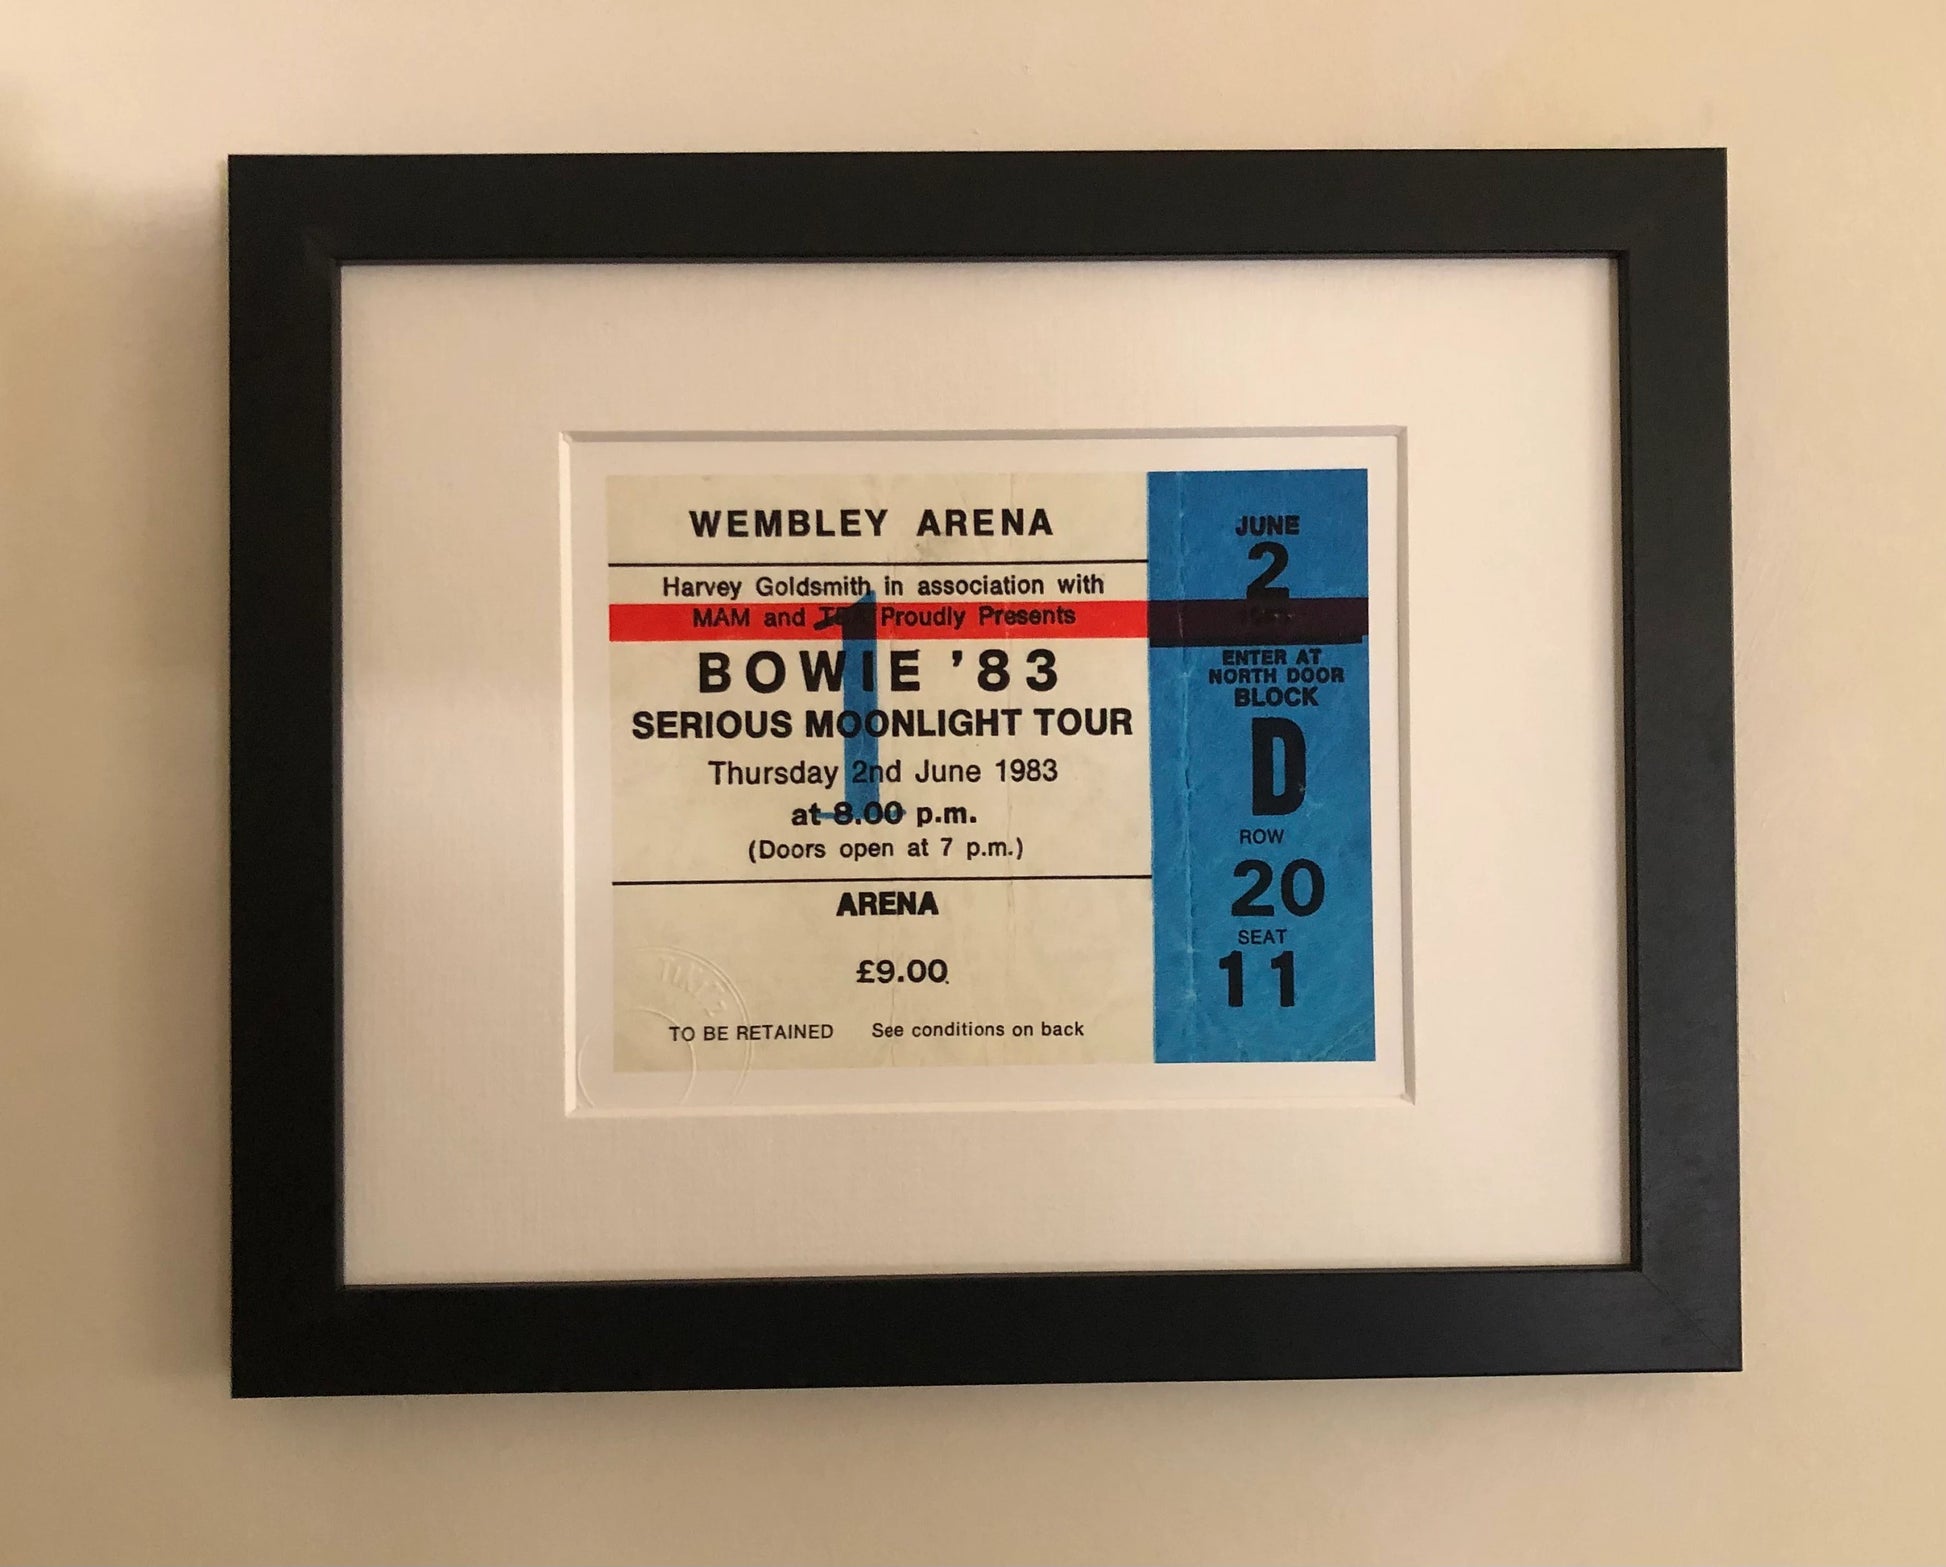 WEMBLEY ARENA
Harvey Goldsmith in association with
MAM and Proudly Presents
BOWIE '83
SERIOUS MOONLIGHT TOUR
Thursday 2nd June 1983
at 8.00 p.m.
(Doors open at 7 p.m.)
ARENA
£9.00
TO BE RETAINED See conditions on back
1
JUNE
2
ENTER AT
NORTH DOOR
BLOCK
D
ROW
20
SEAT
11